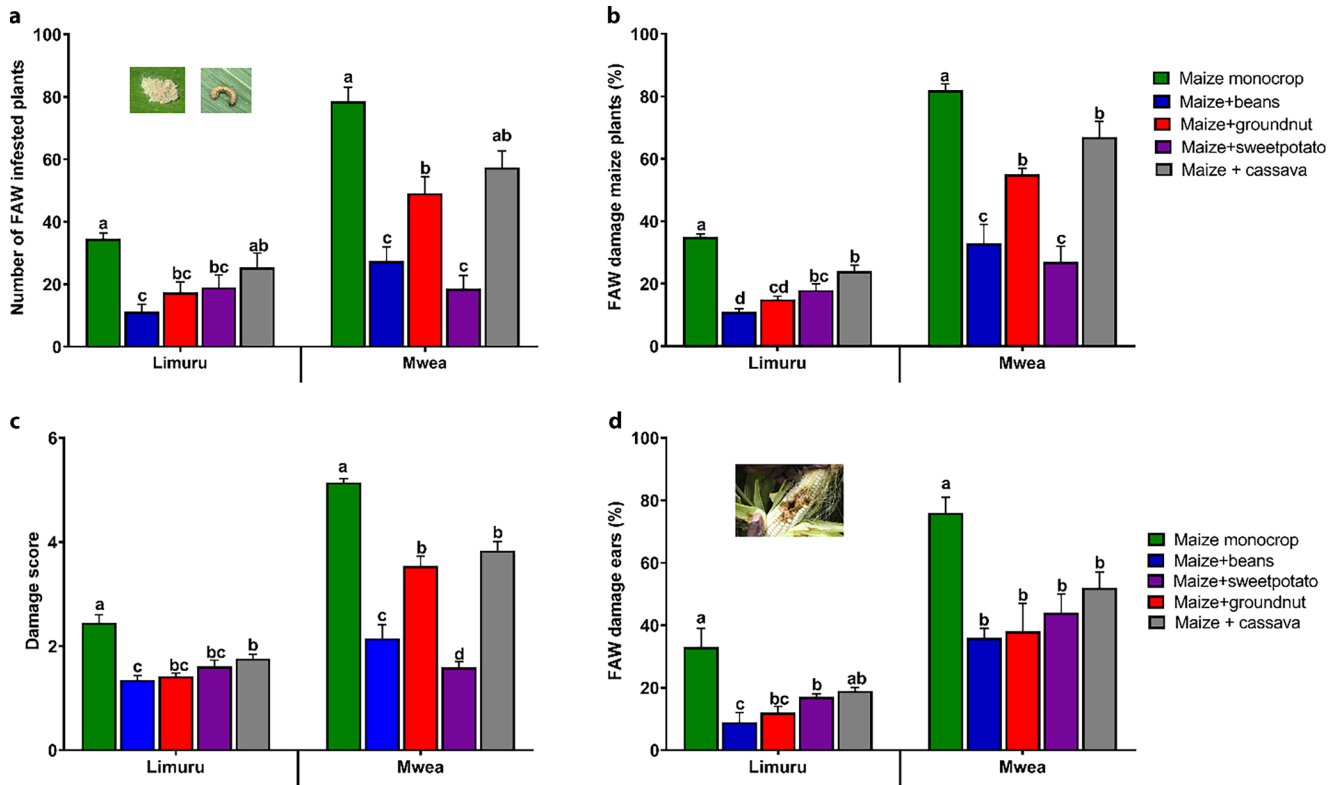 a
Number of FAW infested plants
100
80
60
40
20
0
a
c
bc
bc
ab
a
c
b
c
ab
Limuru
Mwea
b
FAW damage maize plants (%)
100
80
60
40
20
0
a
d
cd
bc
b
a
c
b
c
b
Limuru
Mwea
Maize monocrop
Maize+beans
Maize+groundnut
Maize+sweetpotato
Maize + cassava
c
Damage score
6
4
2
0
a
c
bc
bc
b
a
c
b
d
b
Limuru
Mwea
d
FAW damage ears (%)
100
80
60
40
20
0
a
c
bc
b
ab
a
b
b
b
b
Limuru
Mwea
Maize monocrop
Maize+beans
Maize+sweetpotato
Maize+groundnut
Maize + cassava